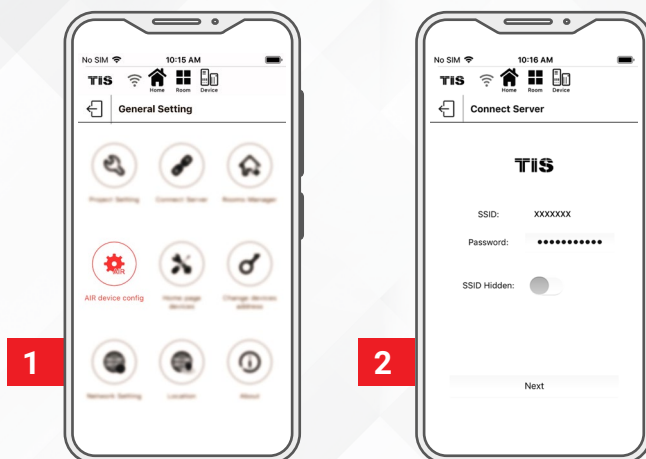 No SIM 10:15 AM
TIS Home Room Device
General Setting
Project Setting Connect Server Rooms Manager
AIR
AIR device config Home page devices Change devices address
Network Setting Location About
1
No SIM 10:16 AM
TIS Home Room Device
Connect Server
TIS
SSID: XXXXXXX
Password: •••••••••••
SSID Hidden:
Next
2